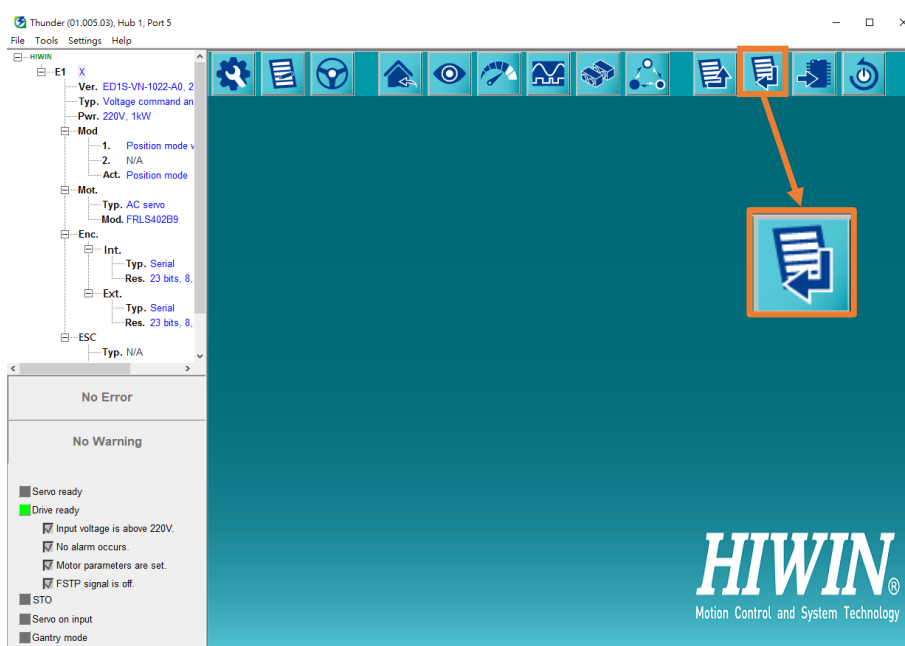 Thunder (01.005.03), Hub 1, Port 5
File Tools Settings Help
HIWIN
E1 X
Ver. ED1S-VN-1022-A0, 2
Typ. Voltage command an
Pwr. 220V, 1kW
Mod
1. Position mode
2. N/A
Act. Position mode
Mot.
Typ. AC servo
Mod. FRLS402B9
Enc.
Int.
Typ. Serial
Res. 23 bits, 8,
Ext.
Typ. Serial
Res. 23 bits, 8,
ESC
Typ. N/A
No Error
No Warning
Servo ready
Drive ready
Input voltage is above 220V.
No alarm occurs.
Motor parameters are set.
FSTP signal is off.
STO
Servo on input
Gantry mode
HIWIN®
Motion Control and System Technology